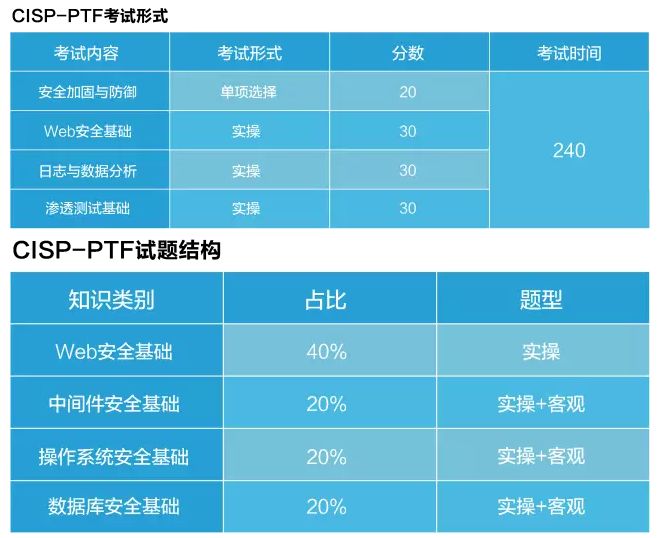 CISP-PTF考试形式
考试内容 考试形式 分数 考试时间
安全加固与防御 单项选择 20
Web安全基础 实操 30
240
日志与数据分析 实操 30
渗透测试基础 实操 30
CISP-PTF试题结构
知识类别 占比 题型
Web安全基础 40% 实操
中间件安全基础 20% 实操+客观
操作系统安全基础 20% 实操+客观
数据库安全基础 20% 实操+客观